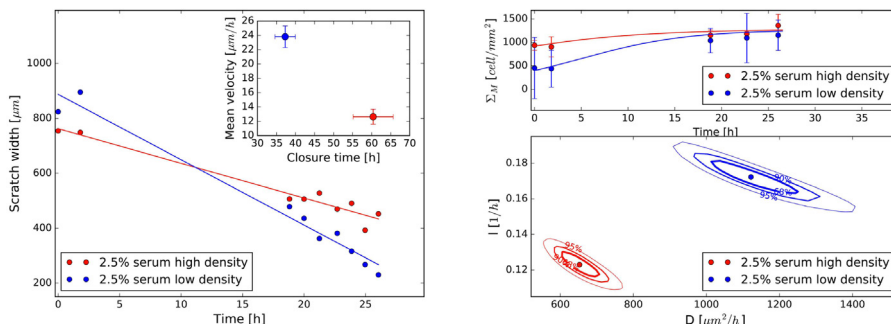 1000
800
600
400
200
Scratch width [μm]
0
5
10
15
20
25
Time [h]
2.5% serum high density
2.5% serum low density
26
24
22
20
18
16
14
12
10
Mean velocity [μm/h]
30 35 40 45 50 55 60 65 70
Closure time [h]
1500
1000
500
0
Σ_M [cell/mm²]
0 5 10 15 20 25 30 35
Time [h]
2.5% serum high density
2.5% serum low density
0.18
0.16
0.14
0.12
l [1/h]
90%
68%
95%
95%
600
800
1000
1200
1400
D [μm²/h]
2.5% serum high density
2.5% serum low density